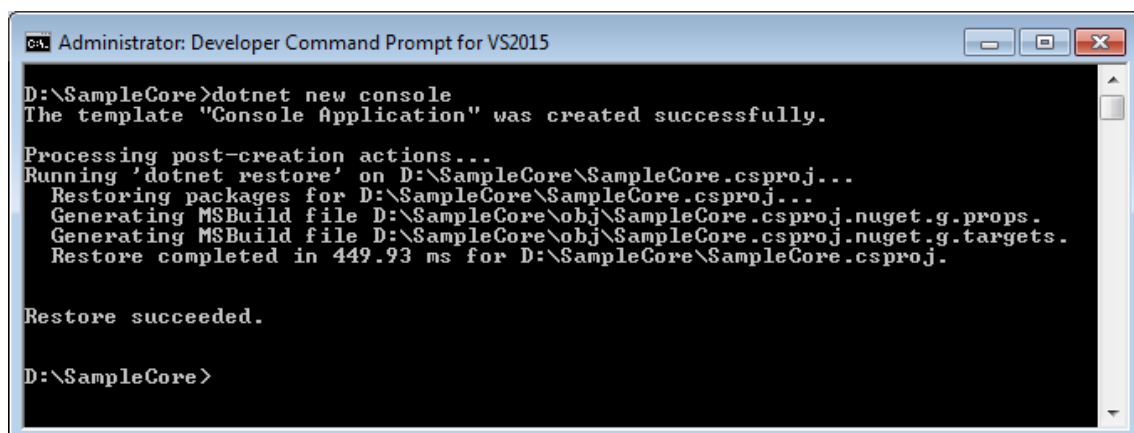 Administrator: Developer Command Prompt for VS2015
D:\SampleCore>dotnet new console
The template "Console Application" was created successfully.
Processing post-creation actions...
Running 'dotnet restore' on D:\SampleCore\SampleCore.csproj...
  Restoring packages for D:\SampleCore\SampleCore.csproj...
  Generating MSBuild file D:\SampleCore\obj\SampleCore.csproj.nuget.g.props.
  Generating MSBuild file D:\SampleCore\obj\SampleCore.csproj.nuget.g.targets.
  Restore completed in 449.93 ms for D:\SampleCore\SampleCore.csproj.
Restore succeeded.
D:\SampleCore>